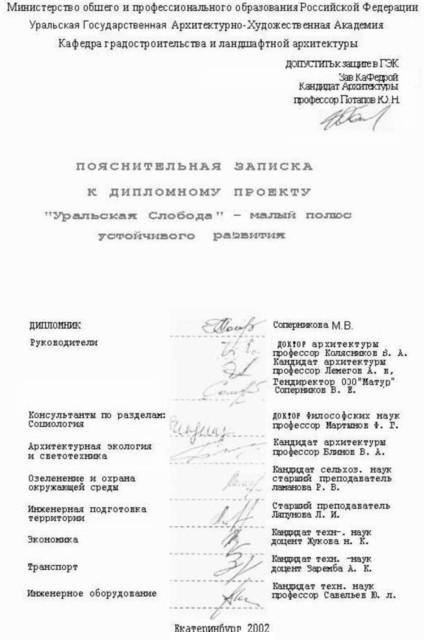 Министерство общего и профессионального образования Российской Федерации
Уральская Государственная Архитектурно-Художественная Академия
Кафедра градостроительства и ландшафтной архитектуры
ДОПУСТИТЬ к защите в ГЭК
Зав Кафедрой
Кандидат Архитектуры
профессор Потапов Ю.Н.
ПОЯСНИТЕЛЬНАЯ ЗАПИСКА
К ДИПЛОМНОМУ ПРОЕКТУ
"Уральская Слобода" – малый полюс
устойчивого развития
ДИПЛОМНИК Соперникова М.В.
Руководители ДОКТОР архитектуры
профессор Колясников В. А.
Кандидат архитектуры
профессор Лемегов А. в,
Гендиректор ООО"Матур"
Соперников В. Е.
Консультанты по разделам: ДОКТОР Философских наук
Социология профессор Мартынов Ф. Г.
Архитектурная экология Кандидат архитектуры
и светотехника профессор Блинов В. А.
Озеленение и охрана Кандидат сельхоз. наук
окружающей среды старший преподаватель
ламанова Р. В.
Инженерная подготовка Старший преподаватель
территории Липунова Л. И.
Экономика Кандидат техн-. наук
доцент Жукова н. К.
Транспорт Кандидат техн. -наук
доцент Заремба А. К.
Инженерное оборудование Кандидат техн. наук
профессор Савельев Ю. л.
Екатеринбург 2002